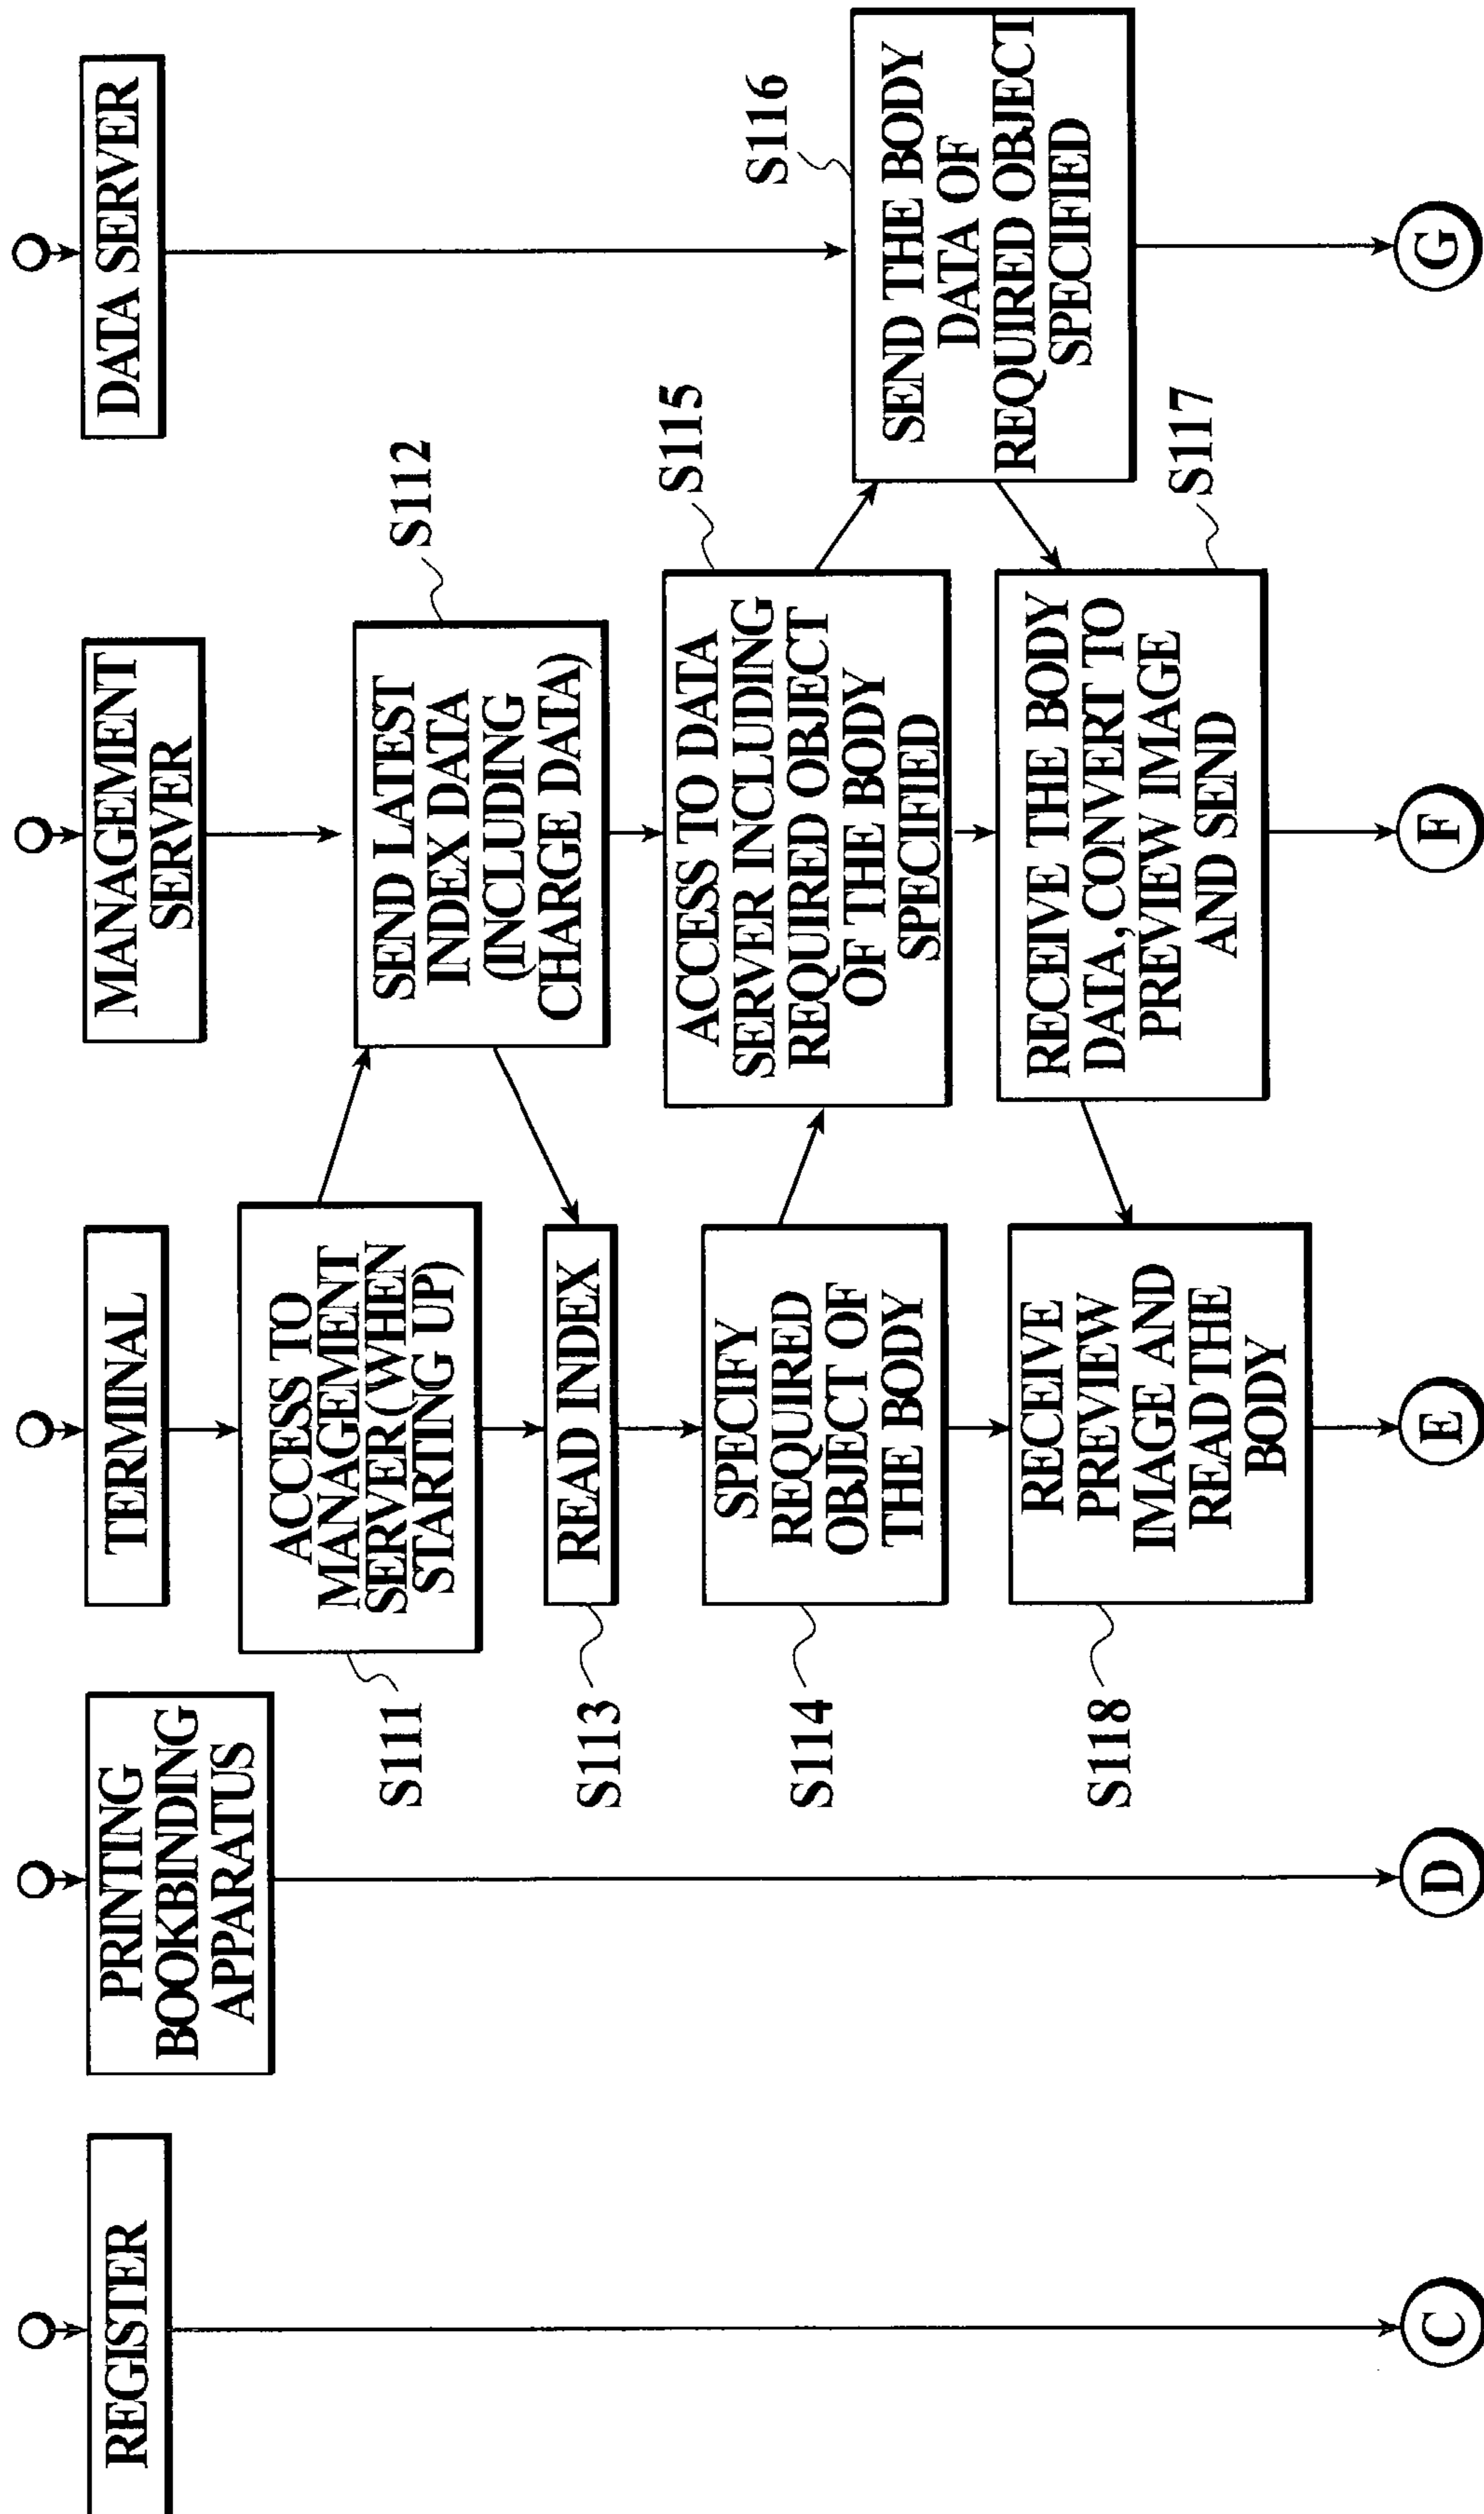 REGISTER
PRINTING
BOOKBINDING
APPARATUS
TERMINAL
MANAGEMENT
SERVER
DATA SERVER
S111
ACCESS TO
MANAGEMENT
SERVER(WHEN
STARTING UP)
S112
SEND LATEST
INDEX DATA
(INCLUDING
CHARGE DATA)
S113
READ INDEX
S114
SPECIFY
REQUIRED
OBJECT OF
THE BODY
S115
ACCESS TO DATA
SERVER INCLUDING
REQUIRED OBJECT
OF THE BODY
SPECIFIED
S116
SEND THE BODY
DATA OF
REQUIRED OBJECT
SPECIFIED
S117
RECEIVE THE BODY
DATA,CONVERT TO
PREVIEW IMAGE
AND SEND
S118
RECEIVE
PREVIEW
IMAGE AND
READ THE
BODY
C
D
E
F
G